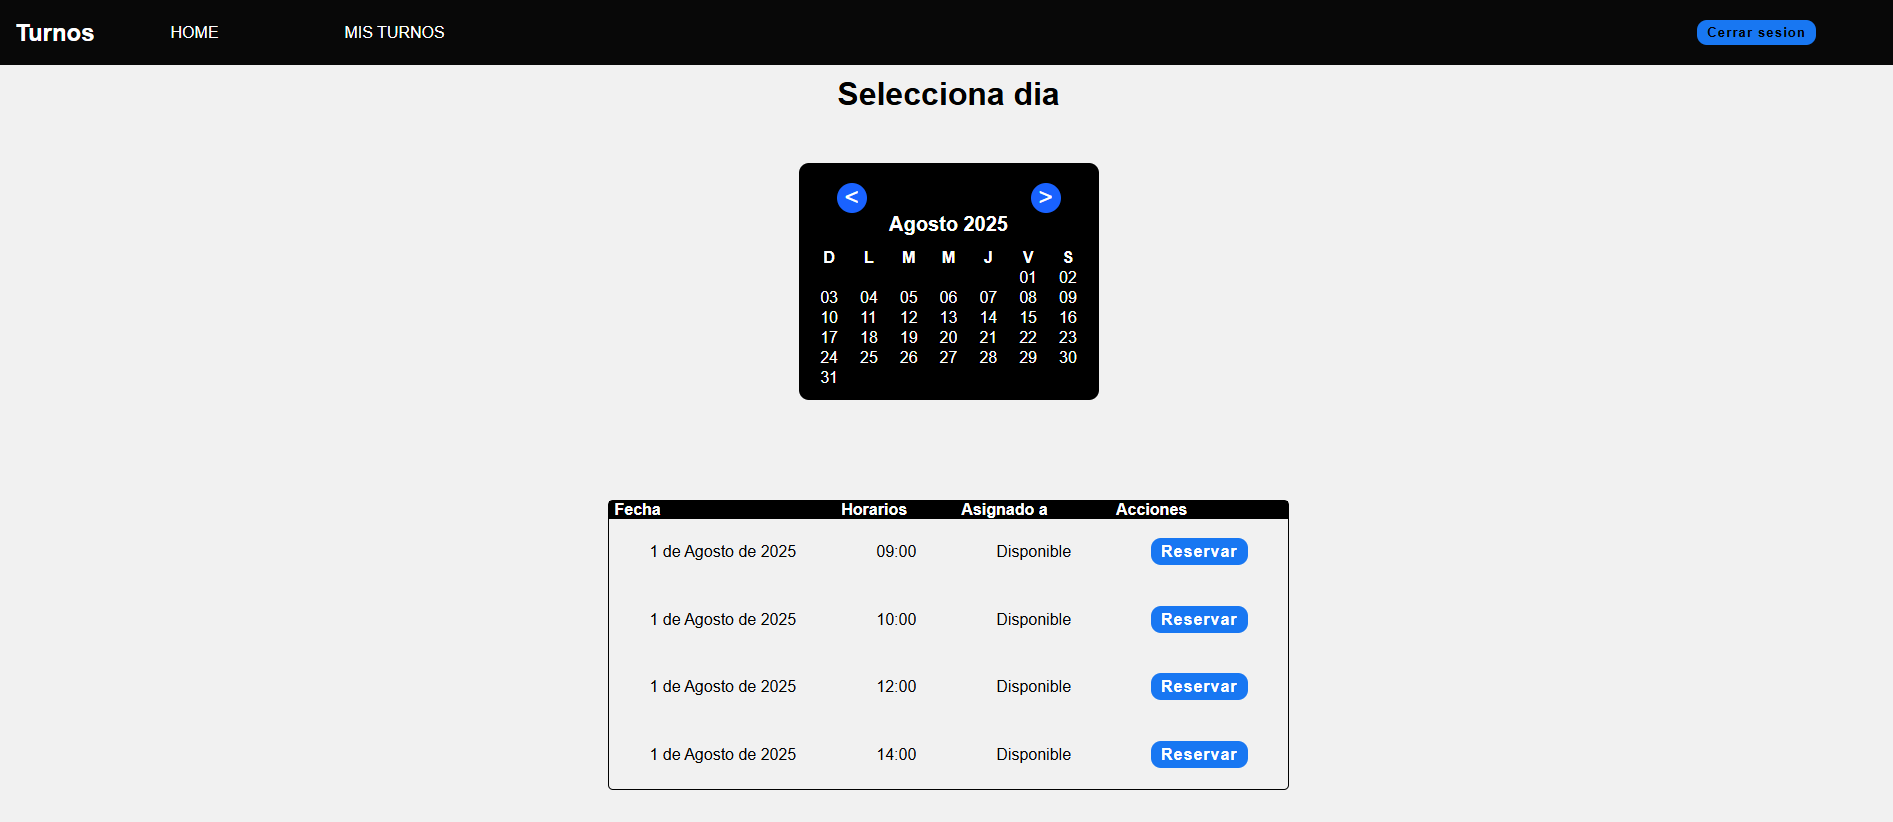 Turnos HOME MIS TURNOS Cerrar sesion
Selecciona dia
< >
Agosto 2025
D L M M J V S
01 02
03 04 05 06 07 08 09
10 11 12 13 14 15 16
17 18 19 20 21 22 23
24 25 26 27 28 29 30
31
Fecha Horarios Asignado a Acciones
1 de Agosto de 2025 09:00 Disponible Reservar
1 de Agosto de 2025 10:00 Disponible Reservar
1 de Agosto de 2025 12:00 Disponible Reservar
1 de Agosto de 2025 14:00 Disponible Reservar